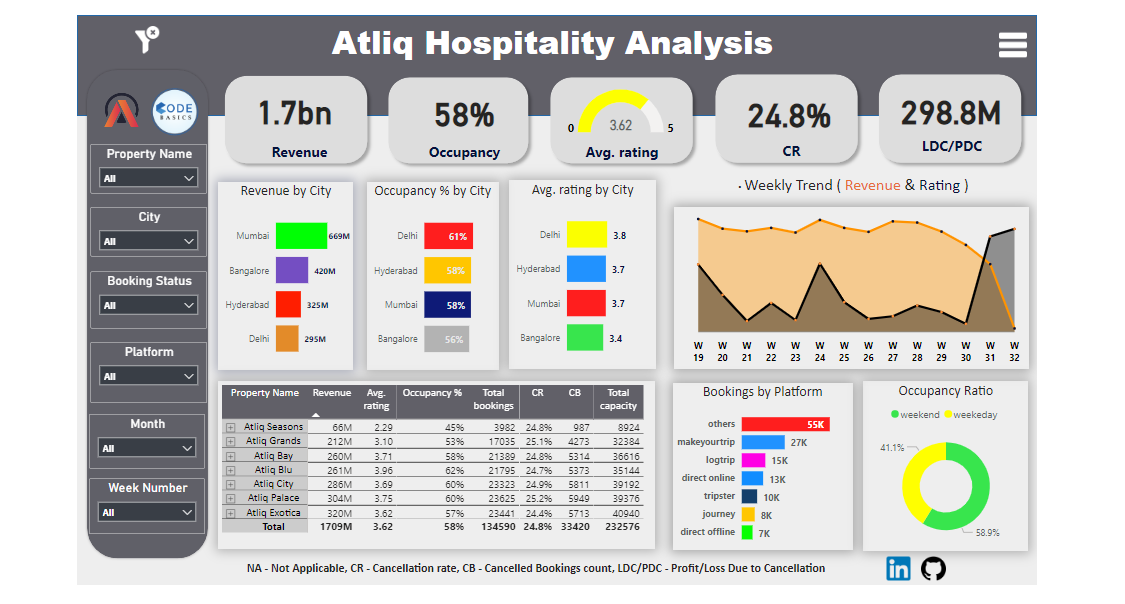 Atliq Hospitality Analysis
CODE
BASICS
1.7bn
Revenue
58%
Occupancy
0
3.62
5
Avg. rating
24.8%
CR
298.8M
LDC/PDC
Property Name
All
City
All
Booking Status
All
Platform
All
Month
All
Week Number
All
Revenue by City
Mumbai 669M
Bangalore 420M
Hyderabad 325M
Delhi 295M
Occupancy % by City
Delhi 61%
Hyderabad 58%
Mumbai 58%
Bangalore 56%
Avg. rating by City
Delhi 3.8
Hyderabad 3.7
Mumbai 3.7
Bangalore 3.4
. Weekly Trend ( Revenue & Rating )
W W W W W W W W W W W W W W
19 20 21 22 23 24 25 26 27 28 29 30 31 32
Property Name Revenue Avg. rating Occupancy % Total bookings CR CB Total capacity
Atliq Seasons 66M 2.29 45% 3982 24.8% 987 8924
Atliq Grands 212M 3.10 53% 17035 25.1% 4273 32384
Atliq Bay 260M 3.71 58% 21389 24.8% 5314 36616
Atliq Blu 261M 3.96 62% 21795 24.7% 5373 35144
Atliq City 286M 3.69 60% 23323 24.9% 5811 39192
Atliq Palace 304M 3.75 60% 23625 25.2% 5949 39376
Atliq Exotica 320M 3.62 57% 23441 24.4% 5713 40940
Total 1709M 3.62 58% 134590 24.8% 33420 232576
Bookings by Platform
others 55K
makeyourtrip 27K
logtrip 15K
direct online 13K
tripster 10K
journey 8K
direct offline 7K
Occupancy Ratio
weekend weekeday
41.1%
58.9%
NA - Not Applicable, CR - Cancellation rate, CB - Cancelled Bookings count, LDC/PDC - Profit/Loss Due to Cancellation
in